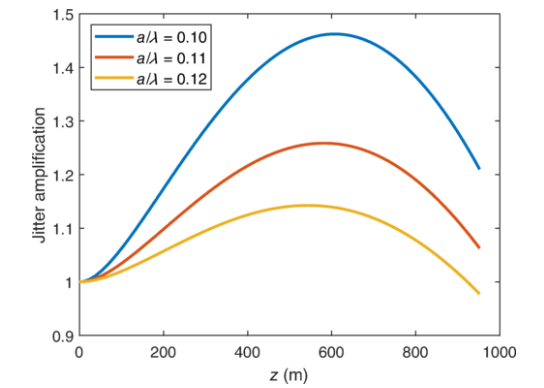 1.5
1.4
1.3
1.2
1.1
1
0.9
Jitter amplification
a/λ = 0.10
a/λ = 0.11
a/λ = 0.12
0 200 400 600 800 1000
z (m)